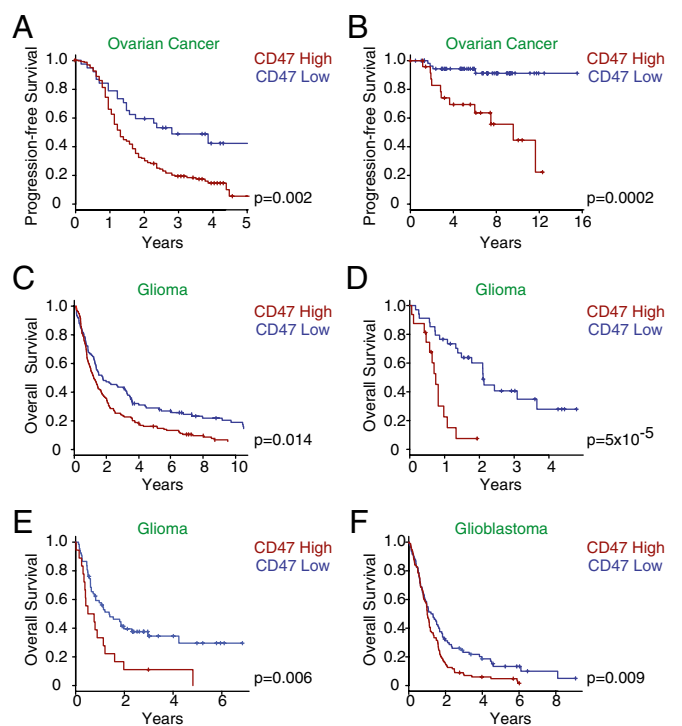 A
Ovarian Cancer
CD47 High
CD47 Low
Progression-free Survival
1.0
0.8
0.6
0.4
0.2
0
0 1 2 3 4 5
Years
p=0.002
B
Ovarian Cancer
CD47 High
CD47 Low
Progression-free Survival
1.0
0.8
0.6
0.4
0.2
0
0 4 8 12 16
Years
p=0.0002
C
Glioma
CD47 High
CD47 Low
Overall Survival
1.0
0.8
0.6
0.4
0.2
0
0 2 4 6 8 10
Years
p=0.014
D
Glioma
CD47 High
CD47 Low
Overall Survival
1.0
0.8
0.6
0.4
0.2
0
0 1 2 3 4
Years
p=5x10⁻⁵
E
Glioma
CD47 High
CD47 Low
Overall Survival
1.0
0.8
0.6
0.4
0.2
0
0 2 4 6
Years
p=0.006
F
Glioblastoma
CD47 High
CD47 Low
Overall Survival
1.0
0.8
0.6
0.4
0.2
0
0 2 4 6 8
Years
p=0.009